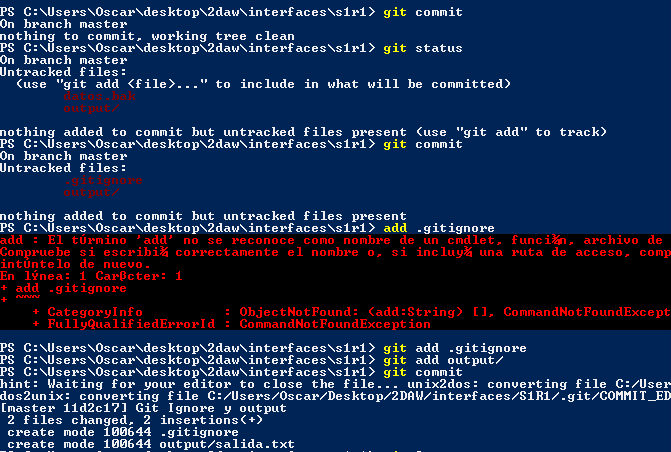 PS C:\Users\Oscar\desktop\2daw\interfaces\s1r1> git commit
On branch master
nothing to commit, working tree clean
PS C:\Users\Oscar\desktop\2daw\interfaces\s1r1> git status
On branch master
Untracked files:
  (use "git add <file>..." to include in what will be committed)
        datos.bak
        output/

nothing added to commit but untracked files present (use "git add" to track)
PS C:\Users\Oscar\desktop\2daw\interfaces\s1r1> git commit
On branch master
Untracked files:
        .gitignore
        output/

nothing added to commit but untracked files present
PS C:\Users\Oscar\desktop\2daw\interfaces\s1r1> add .gitignore
add : El túrmino 'add' no se reconoce como nombre de un cmdlet, funci¾n, archivo de
Compruebe si escribi¾ correctamente el nombre o, si incluy¾ una ruta de acceso, comp
intúntelo de nuevo.
En lýnea: 1 CarßCter: 1
+ add .gitignore
+ ~~~
    + CategoryInfo          : ObjectNotFound: (add:String) [], CommandNotFoundExcept
    + FullyQualifiedErrorId : CommandNotFoundException

PS C:\Users\Oscar\desktop\2daw\interfaces\s1r1> git add .gitignore
PS C:\Users\Oscar\desktop\2daw\interfaces\s1r1> git add output/
PS C:\Users\Oscar\desktop\2daw\interfaces\s1r1> git commit
hint: Waiting for your editor to close the file... unix2dos: converting file C:/User
dos2unix: converting file C:/Users/Oscar/Desktop/2DAW/interfaces/S1R1/.git/COMMIT_ED
[master 11d2c17] Git Ignore y output
 2 files changed, 2 insertions(+)
 create mode 100644 .gitignore
 create mode 100644 output/salida.txt